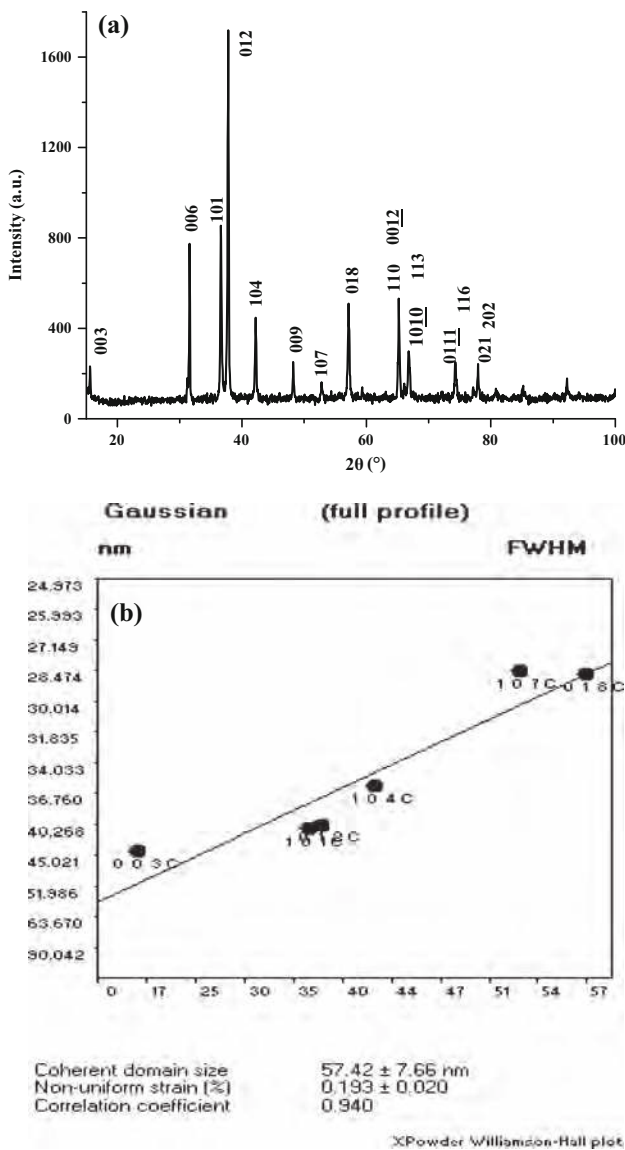 (a)
Intensity (a.u.)
1600
1200
800
400
0
003
006
101
012
104
009
107
018
110
0012
113
1010
0111
116
021
202
20
40
60
80
100
2θ (°)
Gaussian (full profile)
nm FWHM
(b)
24.973
25.993
27.149
28.474
30.014
31.835
34.033
36.760
40.268
45.021
51.986
63.670
90.042
003C
101C
012C
104C
107C
018C
0 17 25 30 35 40 44 47 51 54 57
Coherent domain size 57.42 ± 7.66 nm
Non-uniform strain (%) 0.193 ± 0.020
Correlation coefficient 0.940
XPowder Williamson-Hall plot